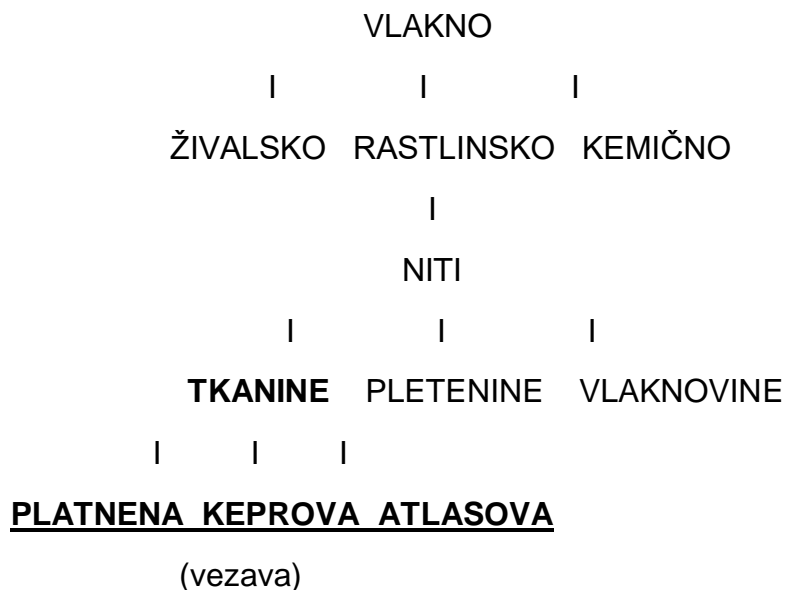 VLAKNO
I I I
ŽIVALSKO RASTLINSKO KEMIČNO
I
NITI
I I I
TKANINE PLETENINE VLAKNOVINE
I I I
PLATNENA KEPROVA ATLASOVA
(vezava)